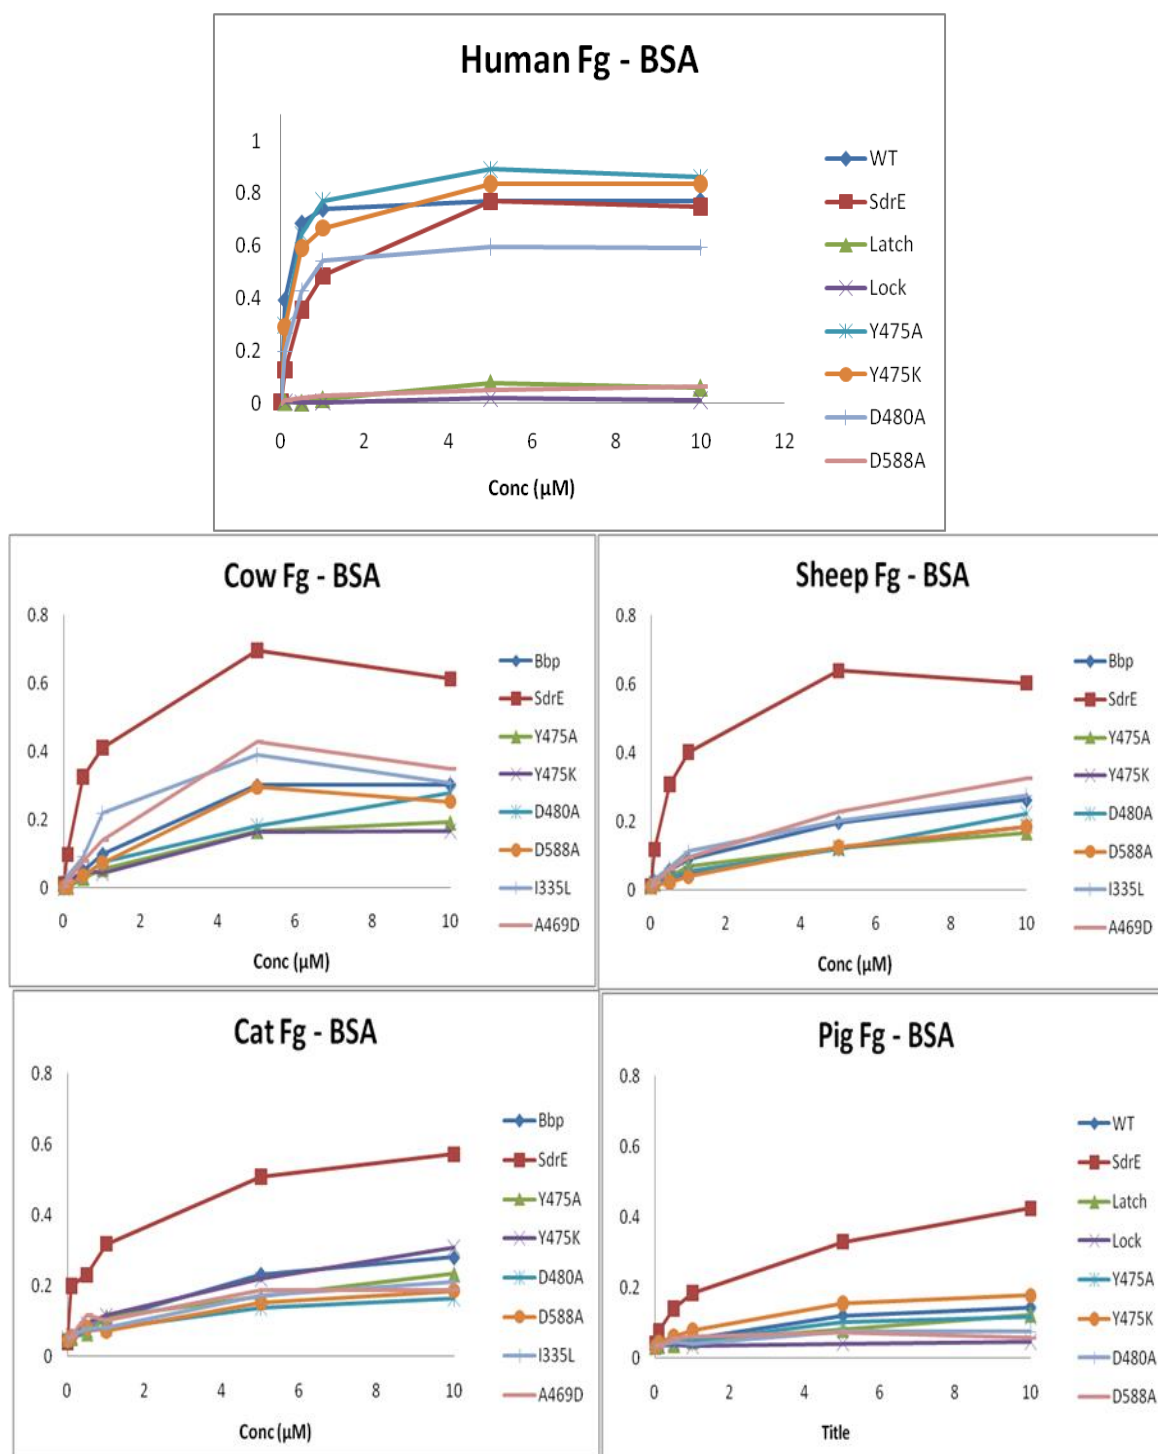 Human Fg - BSA
1
0.8
0.6
0.4
0.2
0
0 2 4 6 8 10 12
Conc (µM)
WT
SdrE
Latch
Lock
Y475A
Y475K
D480A
D588A
Cow Fg - BSA
0.8
0.6
0.4
0.2
0
0 2 4 6 8 10
Conc (µM)
Bbp
SdrE
Y475A
Y475K
D480A
D588A
I335L
A469D
Sheep Fg - BSA
0.8
0.6
0.4
0.2
0
0 2 4 6 8 10
Conc (µM)
Bbp
SdrE
Y475A
Y475K
D480A
D588A
I335L
A469D
Cat Fg - BSA
0.8
0.6
0.4
0.2
0
0 2 4 6 8 10
Conc (µM)
Bbp
SdrE
Y475A
Y475K
D480A
D588A
I335L
A469D
Pig Fg - BSA
0.8
0.6
0.4
0.2
0
0 2 4 6 8 10
Title
WT
SdrE
Latch
Lock
Y475A
Y475K
D480A
D588A